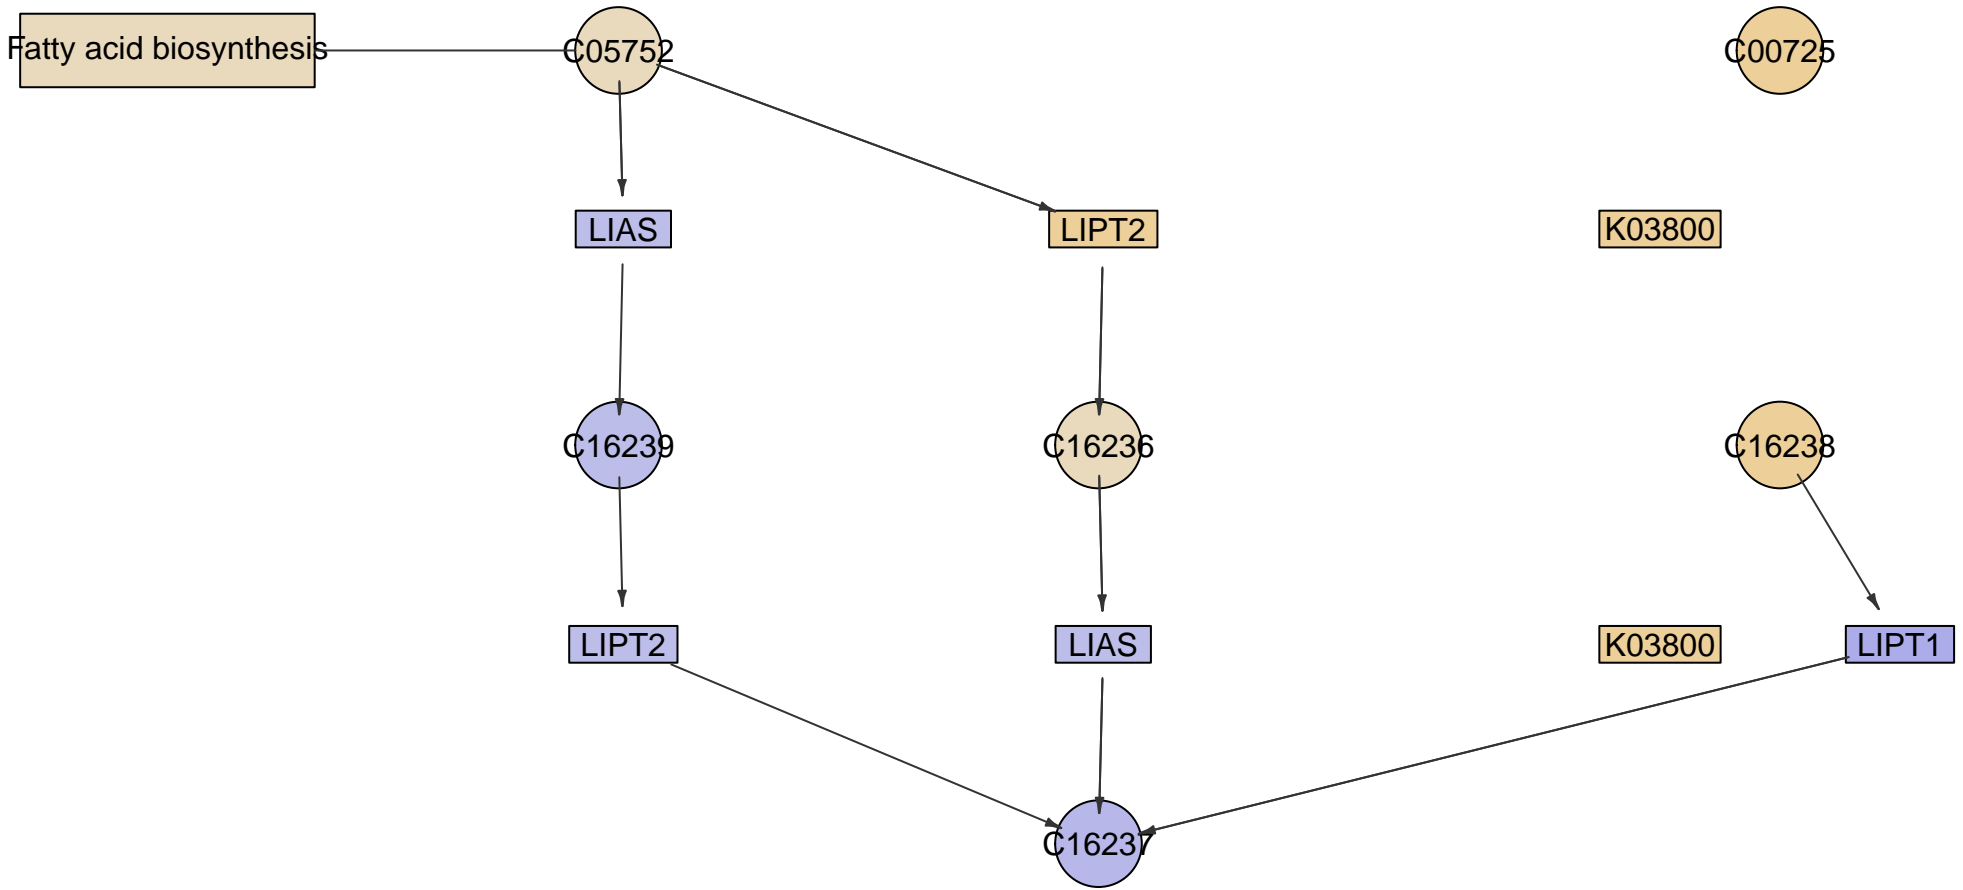 Fatty acid biosynthesis
C05752
C00725
LIAS
LIPT2
K03800
C16239
C16236
C16238
LIPT2
LIAS
K03800
LIPT1
C16237